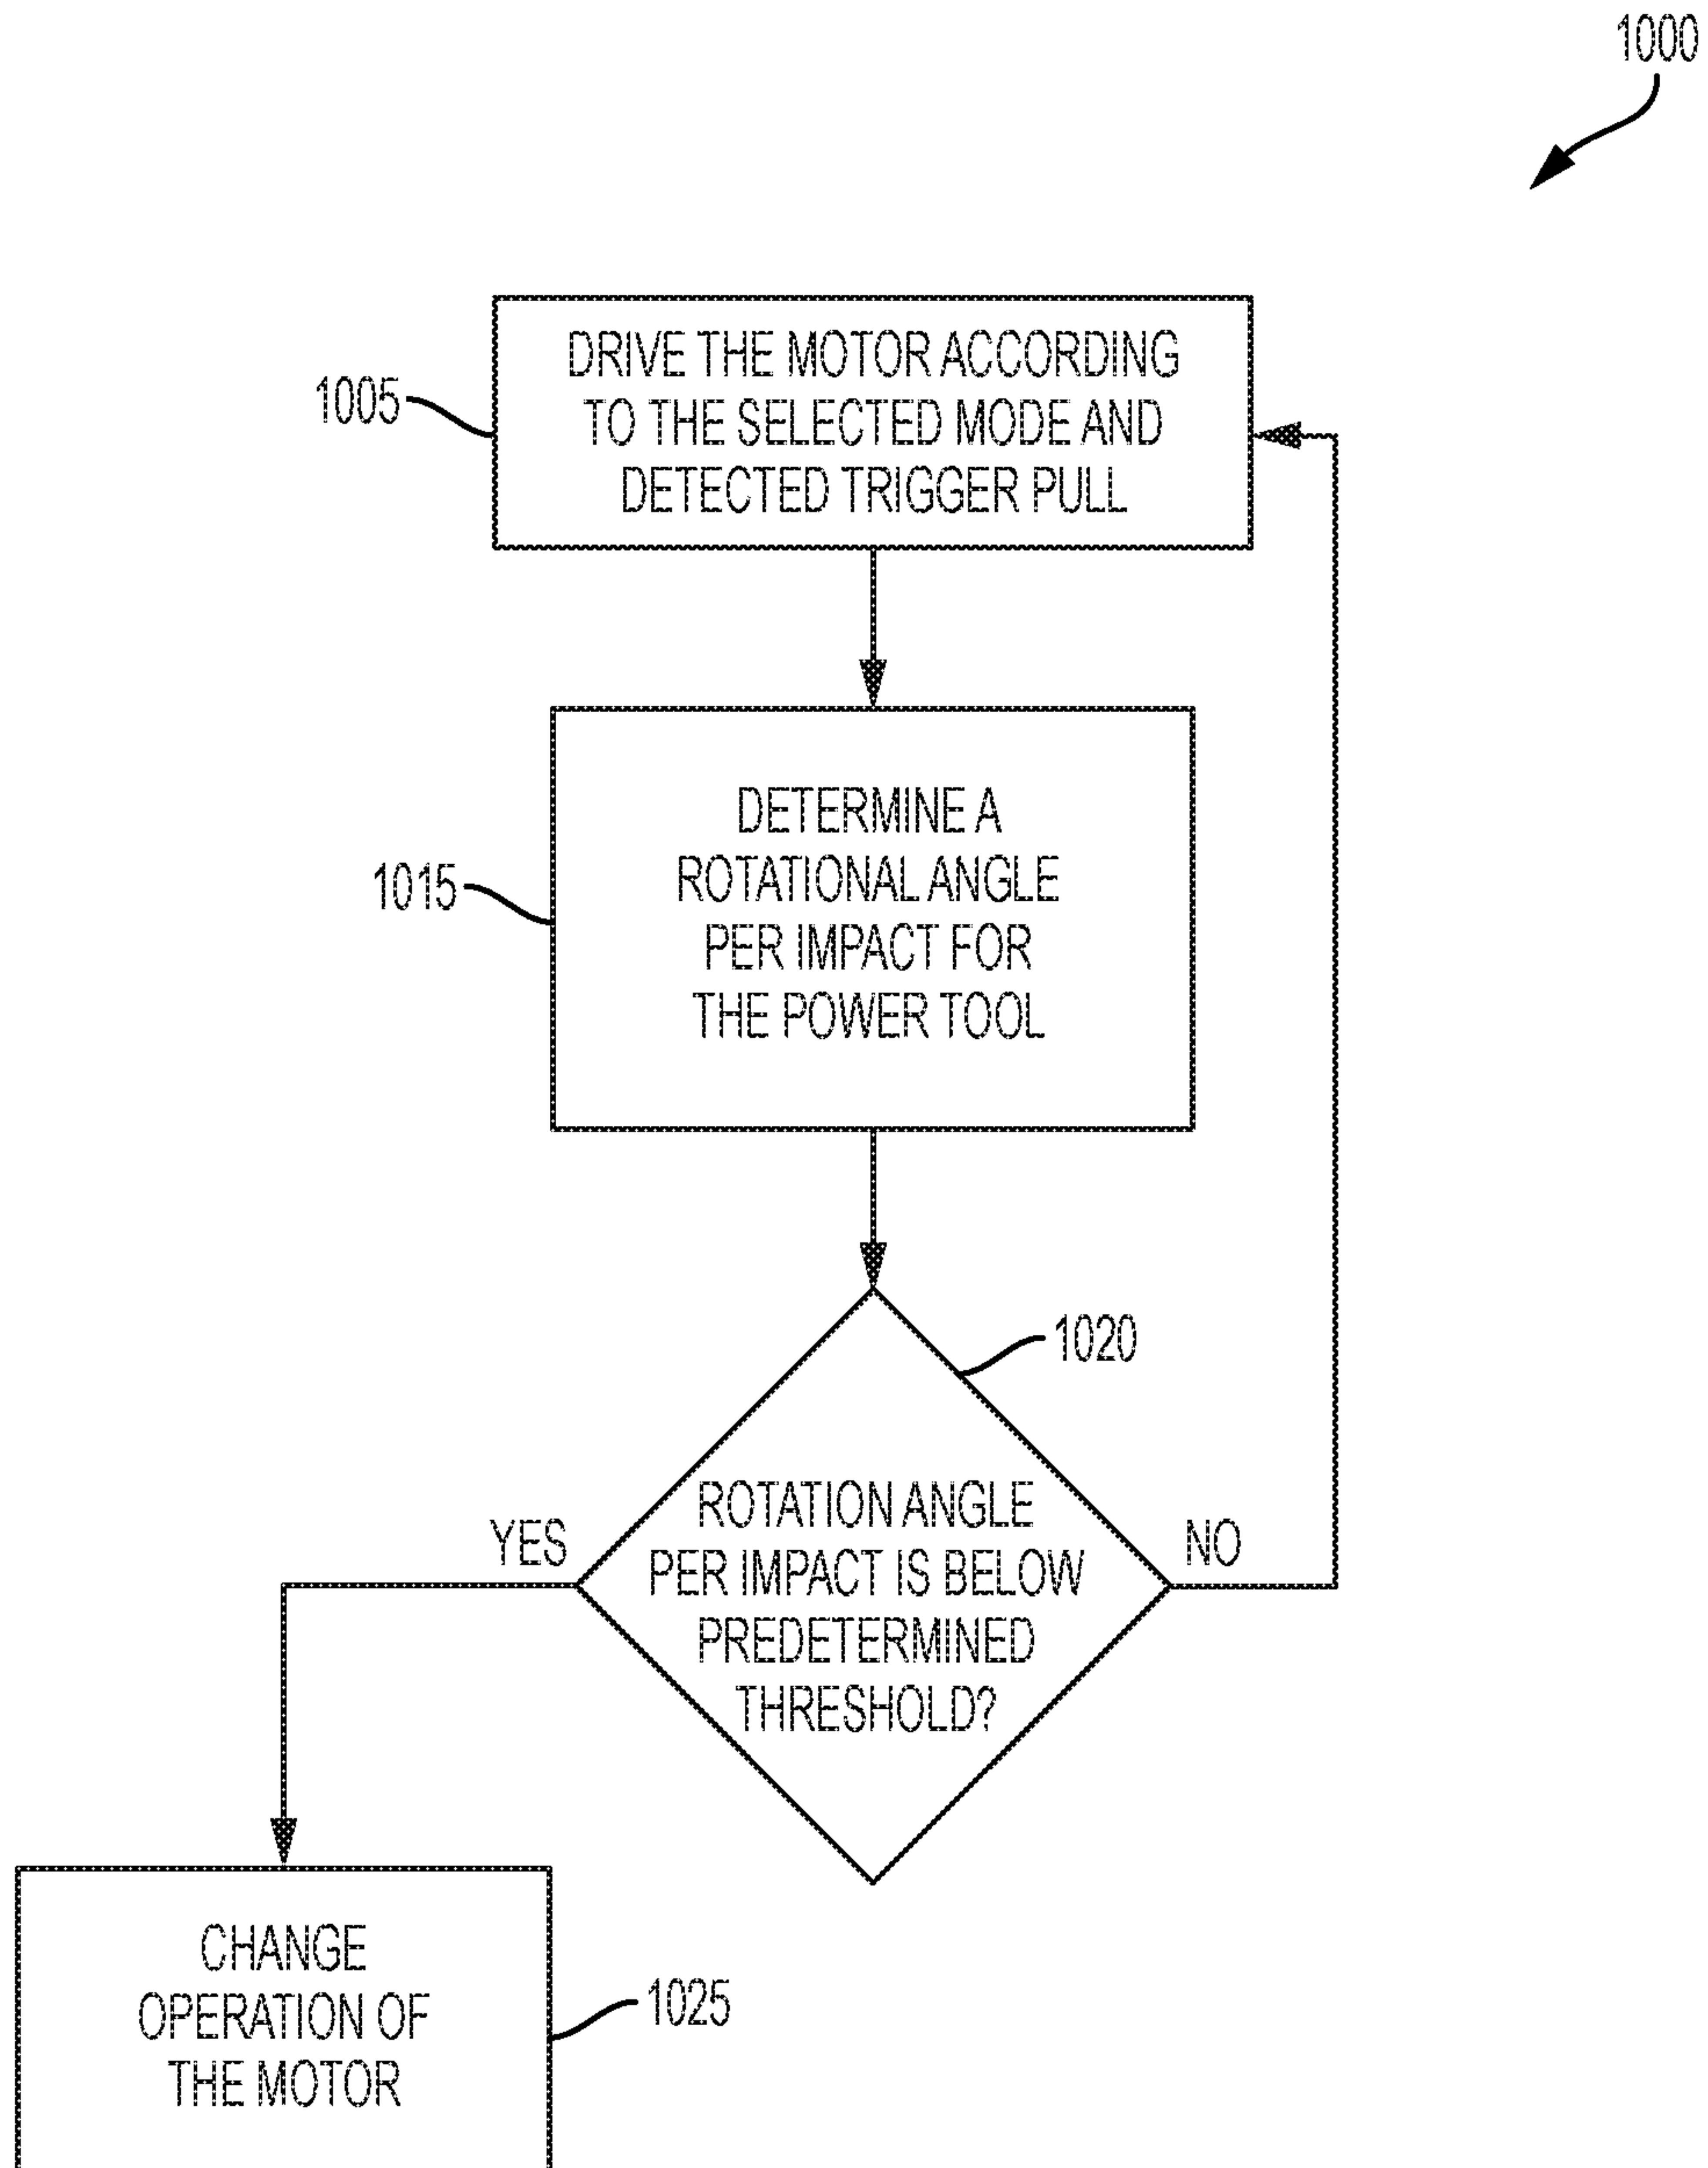 1000
1005
DRIVE THE MOTOR ACCORDING
TO THE SELECTED MODE AND
DETECTED TRIGGER PULL
1015
DETERMINE A
ROTATIONAL ANGLE
PER IMPACT FOR
THE POWER TOOL
1020
ROTATION ANGLE
PER IMPACT IS BELOW
PREDETERMINED
THRESHOLD?
YES
NO
CHANGE
OPERATION OF
THE MOTOR
1025